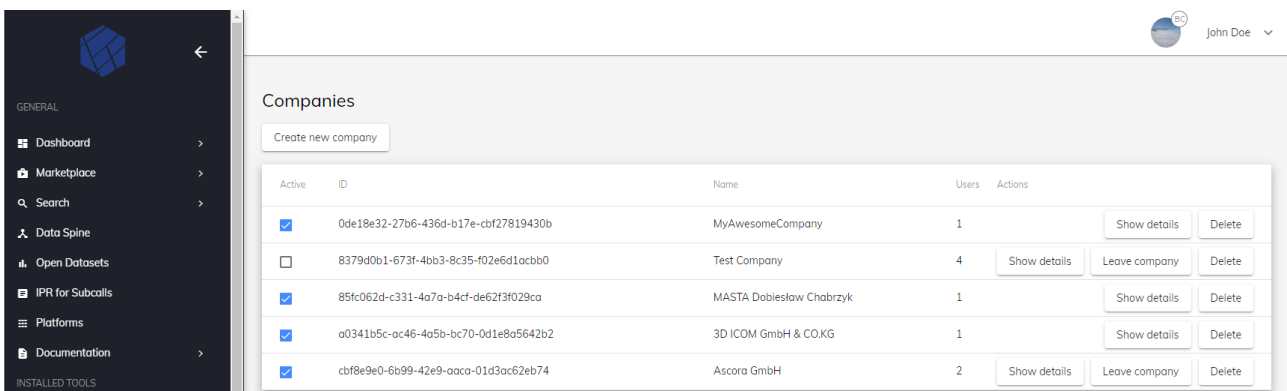 BC
John Doe
GENERAL
Dashboard
Marketplace
Search
Data Spine
Open Datasets
IPR for Subcalls
Platforms
Documentation
INSTALLED TOOLS
Companies
Create new company
Active ID Name Users Actions
0de18e32-27b6-436d-b17e-cbf27819430b MyAwesomeCompany 1 Show details Delete
8379d0b1-673f-4bb3-8c35-f02e6d1acbb0 Test Company 4 Show details Leave company Delete
85fc062d-c331-4a7a-b4cf-de62f3f029ca MASTA Dobiesław Chabrzyk 1 Show details Delete
a0341b5c-ac46-4a5b-bc70-0d1e8a5642b2 3D ICOM GmbH & CO.KG 1 Show details Delete
cbf8e9e0-6b99-42e9-aaca-01d3ac62eb74 Ascora GmbH 2 Show details Leave company Delete